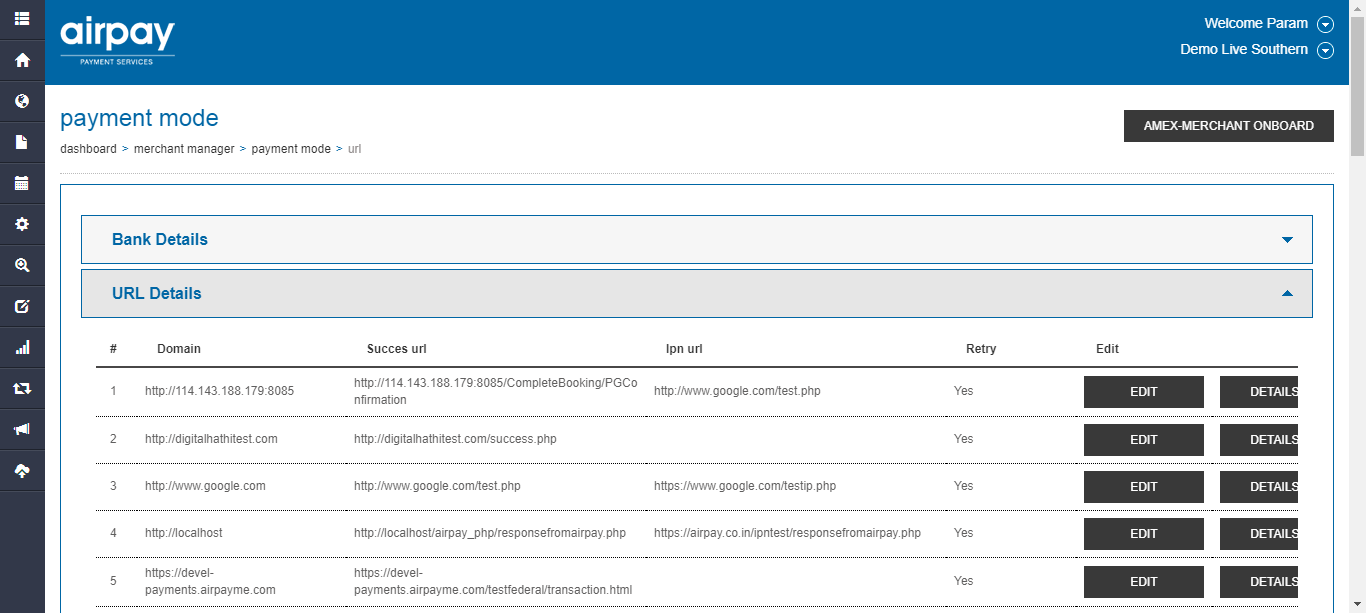 airpay
PAYMENT SERVICES
Welcome Param
Demo Live Southern
payment mode
AMEX-MERCHANT ONBOARD
dashboard > merchant manager > payment mode > url
Bank Details
URL Details
# Domain Succes url Ipn url Retry Edit
1 http://114.143.188.179:8085 http://114.143.188.179:8085/CompleteBooking/PGCo http://www.google.com/test.php Yes EDIT DETAILS
nfirmation
2 http://digitalhathitest.com http://digitalhathitest.com/success.php Yes EDIT DETAILS
3 http://www.google.com http://www.google.com/test.php https://www.google.com/testip.php Yes EDIT DETAILS
4 http://localhost http://localhost/airpay_php/responsefromairpay.php https://airpay.co.in/ipntest/responsefromairpay.php Yes EDIT DETAILS
5 https://devel- https://devel- Yes EDIT DETAILS
payments.airpayme.com payments.airpayme.com/testfederal/transaction.html